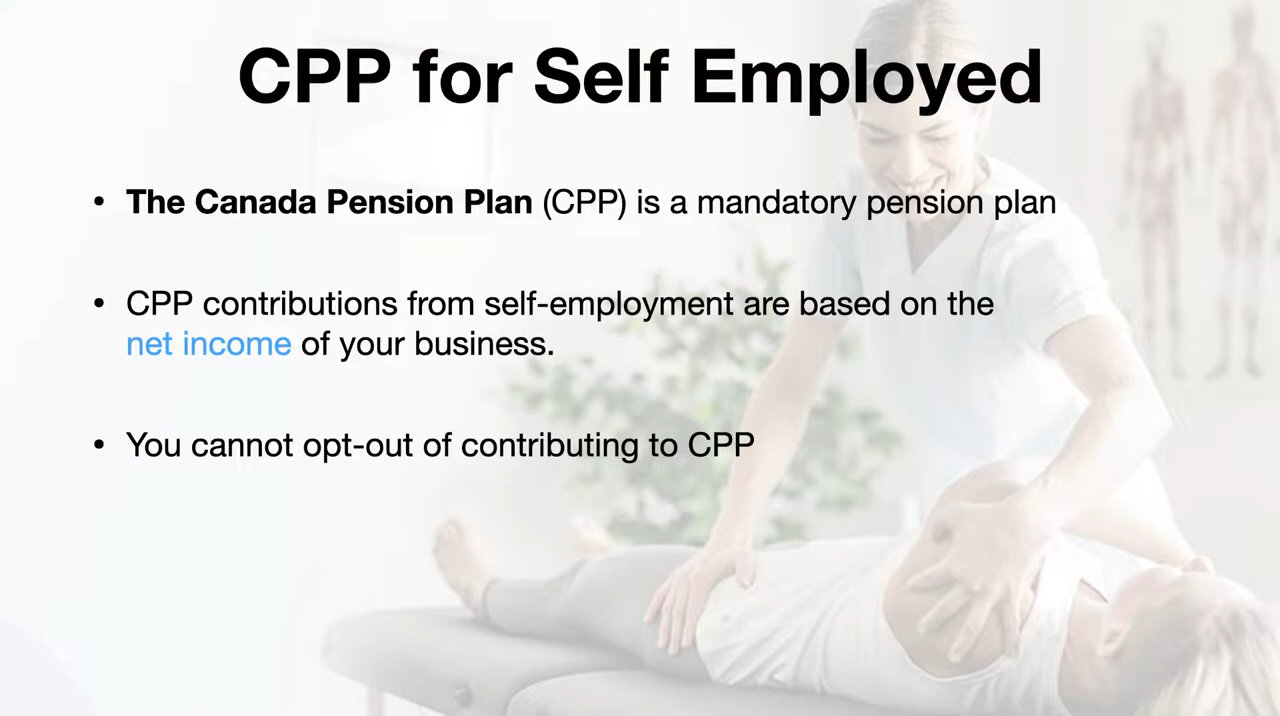 CPP for Self Employed
• The Canada Pension Plan (CPP) is a mandatory pension plan
• CPP contributions from self-employment are based on the
net income of your business.
• You cannot opt-out of contributing to CPP